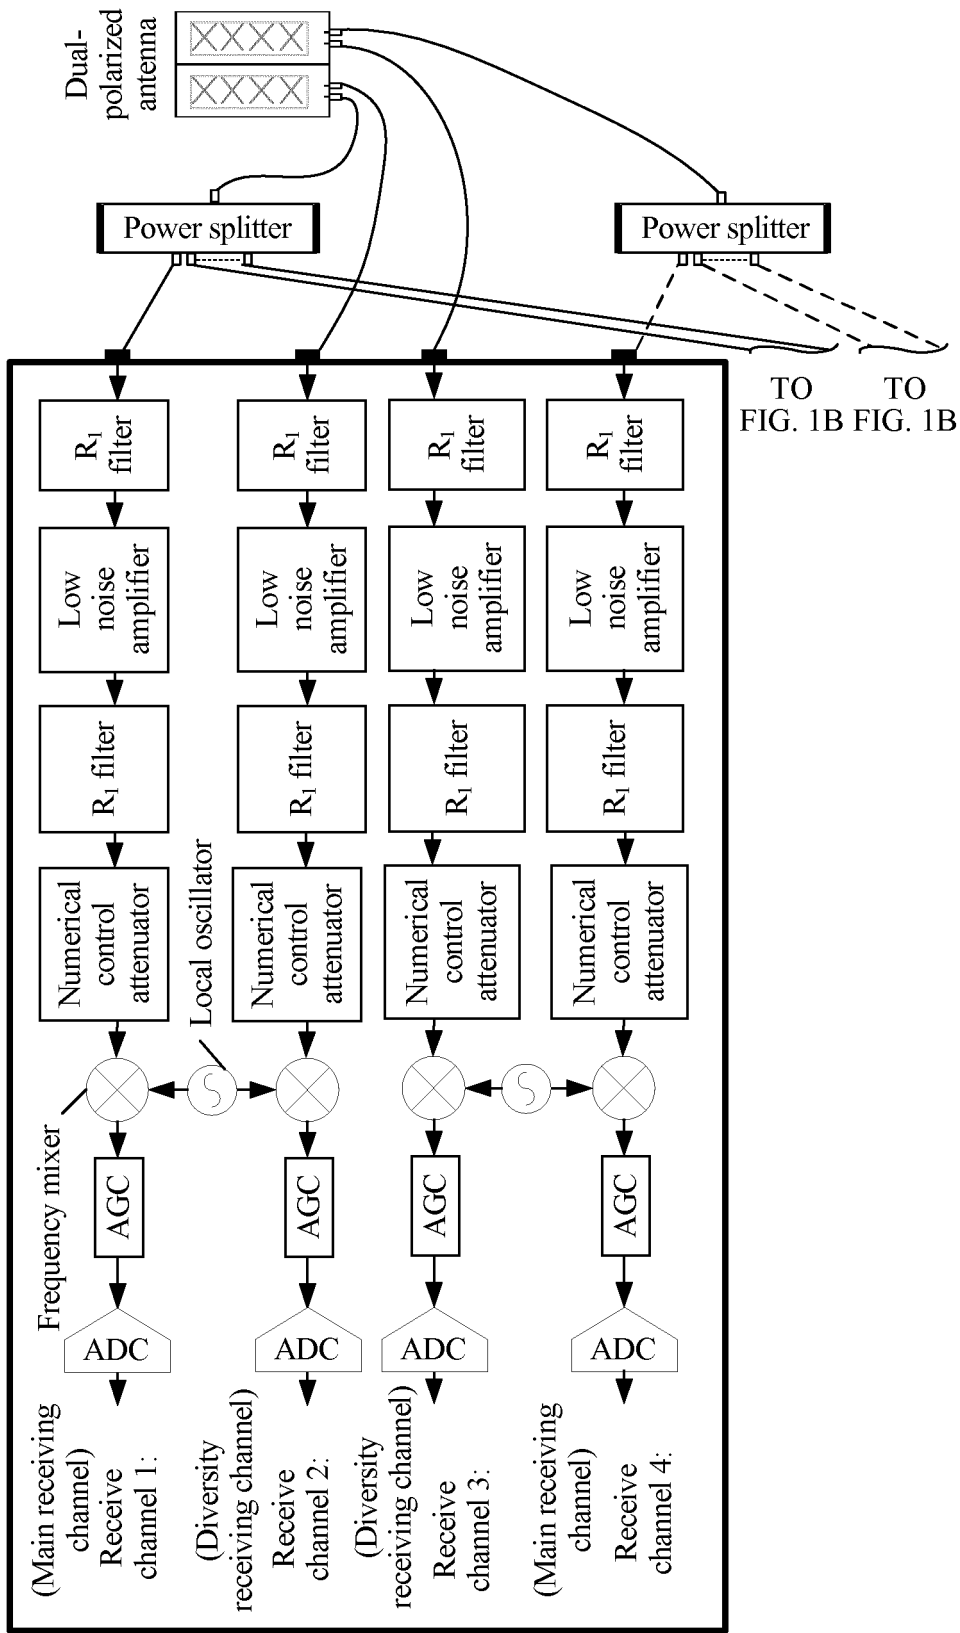 Dual-
polarized
antenna
Power splitter
Power splitter
TO
FIG. 1B
TO
FIG. 1B
R1
filter
R1
filter
R1
filter
R1
filter
Low
noise
amplifier
Low
noise
amplifier
Low
noise
amplifier
Low
noise
amplifier
R1 filter
R1 filter
R1 filter
R1 filter
Numerical
control
attenuator
Local oscillator
Numerical
control
attenuator
Numerical
control
attenuator
Numerical
control
attenuator
Frequency mixer
AGC
AGC
AGC
AGC
ADC
ADC
ADC
ADC
(Main receiving
channel)
Receive
channel 1:
(Diversity
receiving channel)
Receive
channel 2:
(Diversity
receiving channel)
Receive
channel 3:
(Main receiving
channel)
Receive
channel 4: